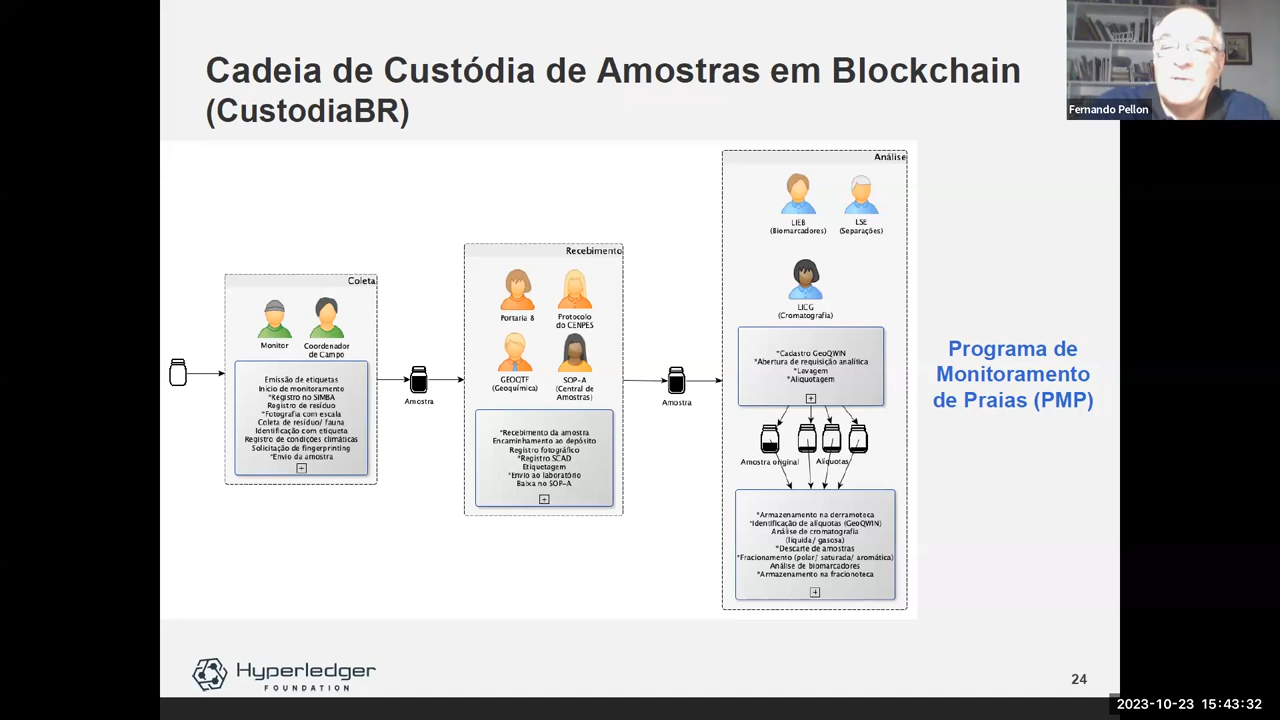 Cadeia de Custódia de Amostras em Blockchain
(CustodiaBR)
Fernando Pellon
Coleta
Monitor
Coordenador
de Campo
Emissão de etiquetas
Inicio de monitoramento
*Registro no SIMBA
Registro de resíduo
*Fotografia com escala
Coleta de resíduo/ fauna
Identificação com etiqueta
Registro de condições climáticas
Solicitação de fingerprinting
*Envio da amostra
Amostra
Recebimento
Portaria 8
Protocolo
do CENPES
GEOQTF
(Geoquímica)
SOP-A
(Central de
Amostras)
*Recebimento da amostra
Encaminhamento ao depósito
Registro fotográfico
*Registro SCAD
Etiquetagem
*Envio ao laboratório
Baixa no SOP-A
Amostra
Análise
LIEB
(Biomarcadores)
LSE
(Separações)
LICG
(Cromatografia)
*Cadastro GeoQWIN
*Abertura de requisição analítica
*Lavagem
*Aliquotagem
Amostra original
Alíquotas
*Armazenamento na derramoteca
*Identificação de alíquotas (GeoQWIN)
Análise de cromatografia
(líquida/ gasosa)
*Descarte de amostras
*Fracionamento (polar/ saturada/ aromática)
Análise de biomarcadores
*Armazenamento na fracionoteca
Programa de
Monitoramento
de Praias (PMP)
Hyperledger
FOUNDATION
24
2023-10-23 15:43:32